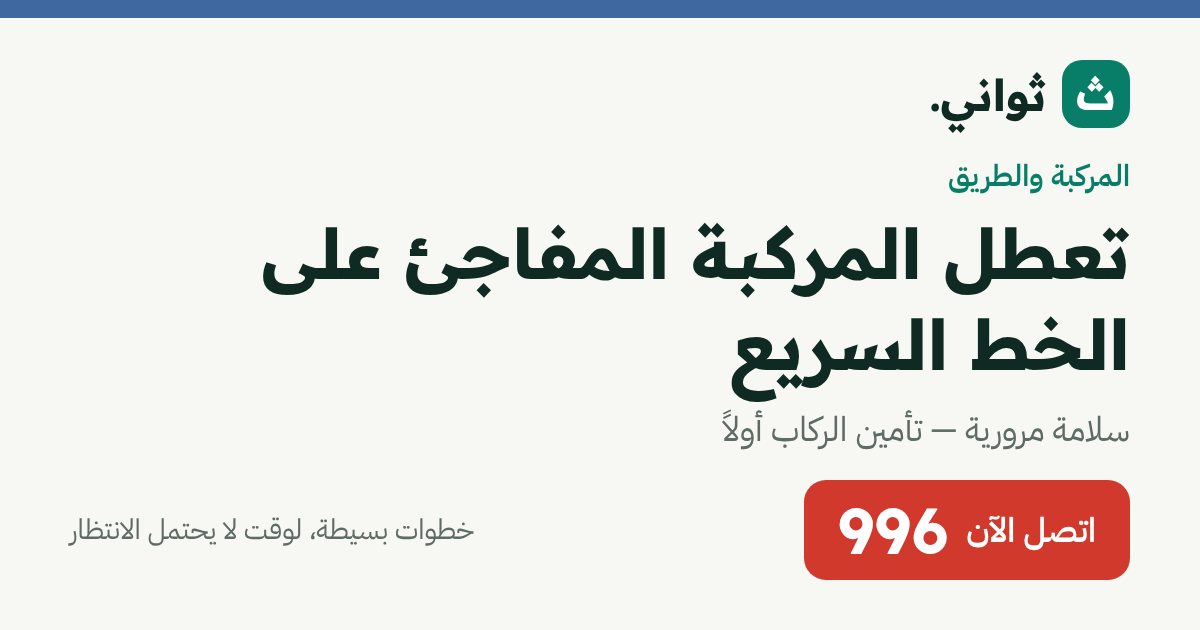 ث
ثواني.
المركبة والطريق
تعطل المركبة المفاجئ على
الخط السريع
سلامة مرورية — تأمين الركاب أولاً
اتصل الآن 996
خطوات بسيطة، لوقت لا يحتمل الانتظار